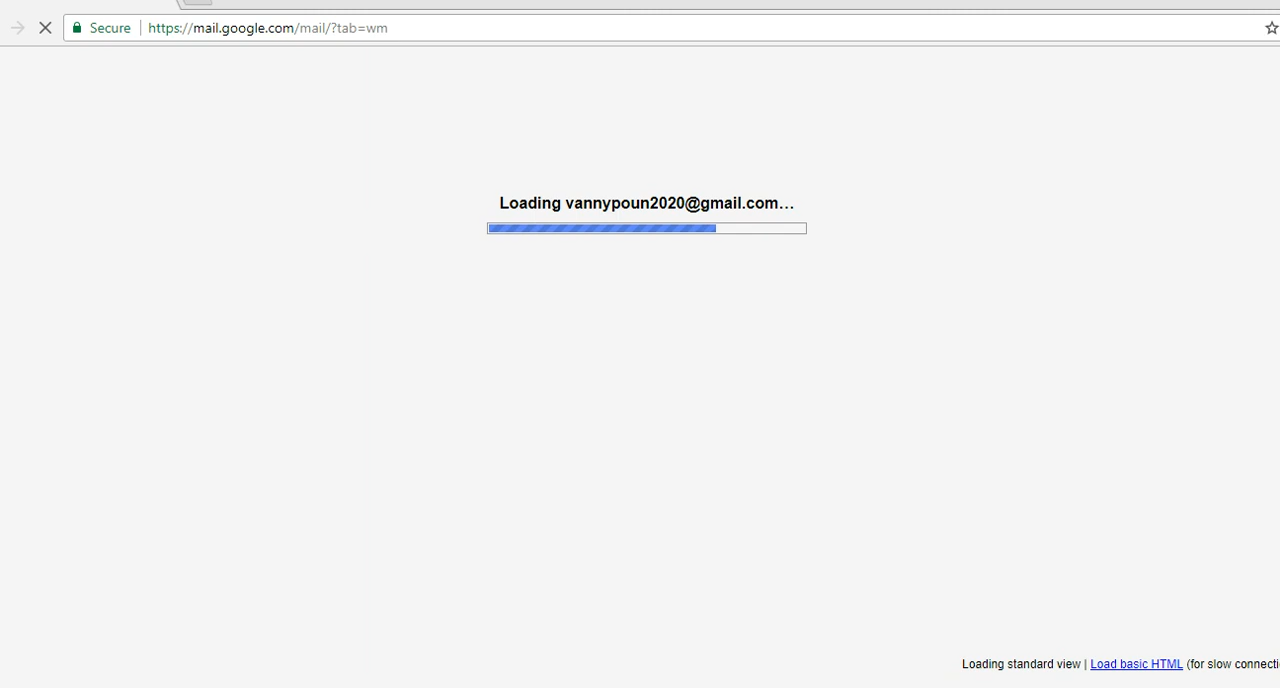 Secure https://mail.google.com/mail/?tab=wm
Loading vannypoun2020@gmail.com...
Loading standard view | Load basic HTML (for slow connecti